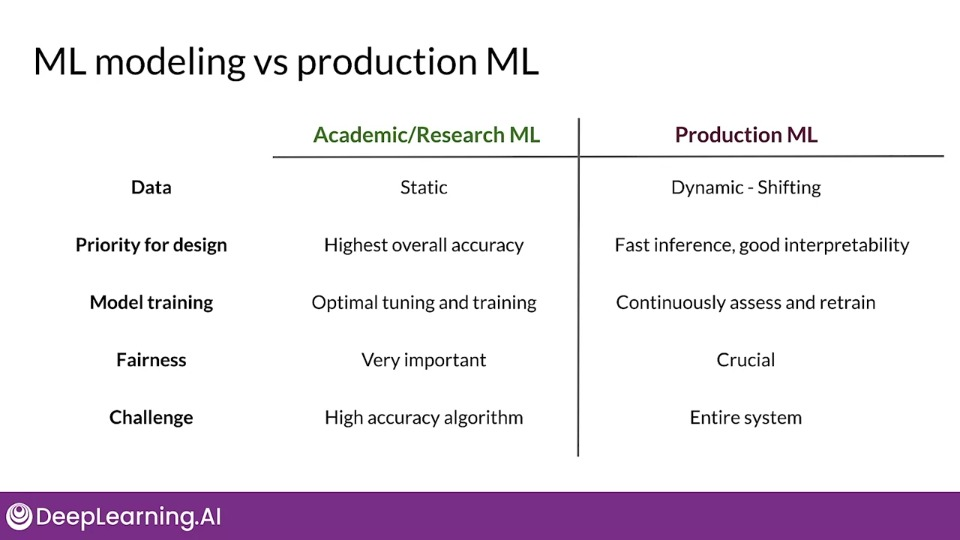 ML modeling vs production ML
Academic/Research ML Production ML
Data Static Dynamic - Shifting
Priority for design Highest overall accuracy Fast inference, good interpretability
Model training Optimal tuning and training Continuously assess and retrain
Fairness Very important Crucial
Challenge High accuracy algorithm Entire system
DeepLearning.AI